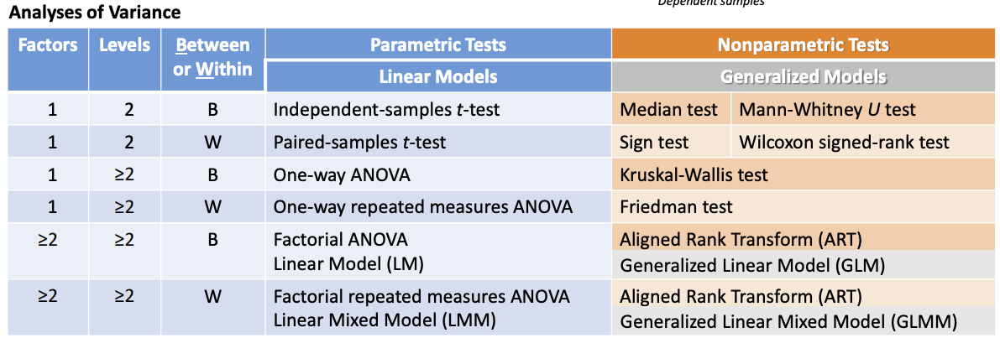 Dependent samples
Analyses of Variance
Factors Levels Between or Within Parametric Tests Nonparametric Tests
Linear Models Generalized Models
1 2 B Independent-samples t-test Median test Mann-Whitney U test
1 2 W Paired-samples t-test Sign test Wilcoxon signed-rank test
1 ≥2 B One-way ANOVA Kruskal-Wallis test
1 ≥2 W One-way repeated measures ANOVA Friedman test
≥2 ≥2 B Factorial ANOVA Aligned Rank Transform (ART)
Linear Model (LM) Generalized Linear Model (GLM)
≥2 ≥2 W Factorial repeated measures ANOVA Aligned Rank Transform (ART)
Linear Mixed Model (LMM) Generalized Linear Mixed Model (GLMM)